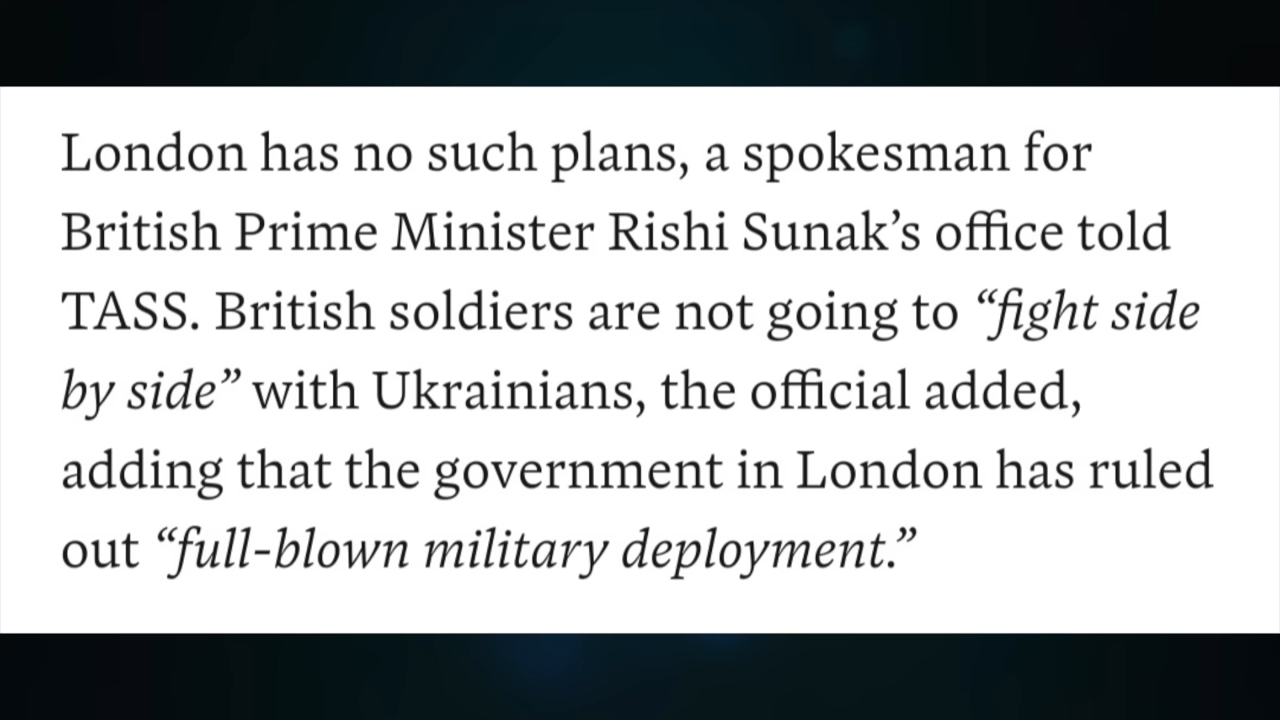 London has no such plans, a spokesman for
British Prime Minister Rishi Sunak’s office told
TASS. British soldiers are not going to “fight side
by side” with Ukrainians, the official added,
adding that the government in London has ruled
out “full-blown military deployment.”